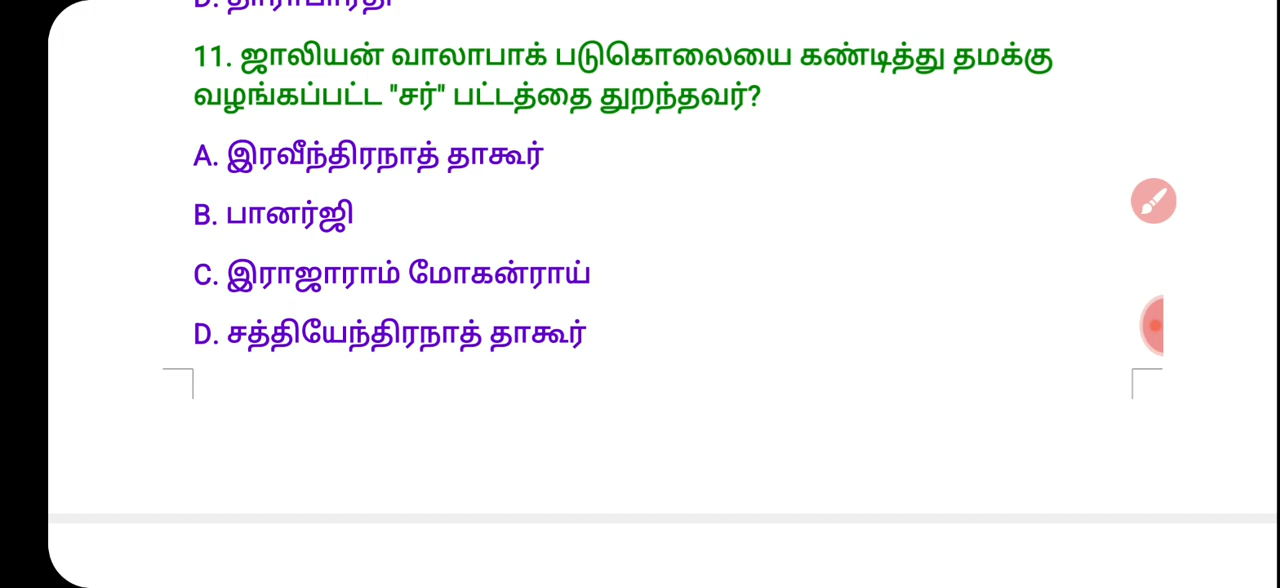 11. ஜாலியன் வாலாபாக் படுகொலையை கண்டித்து தமக்கு
வழங்கப்பட்ட "சர்" பட்டத்தை துறந்தவர்?
A. இரவீந்திரநாத் தாகூர்
B. பானர்ஜி
C. இராஜாராம் மோகன்ராய்
D. சத்தியேந்திரநாத் தாகூர்